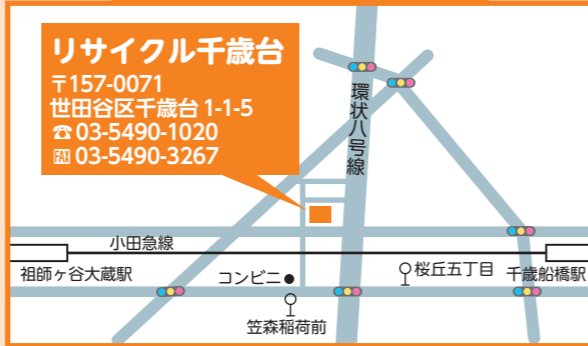 リサイクル千歳台
〒157-0071
世田谷区千歳台 1-1-5
☎ 03-5490-1020
FAX 03-5490-3267
環状八号線
小田急線
祖師ヶ谷大蔵駅
コンビニ
桜丘五丁目
千歳船橋駅
笠森稲荷前